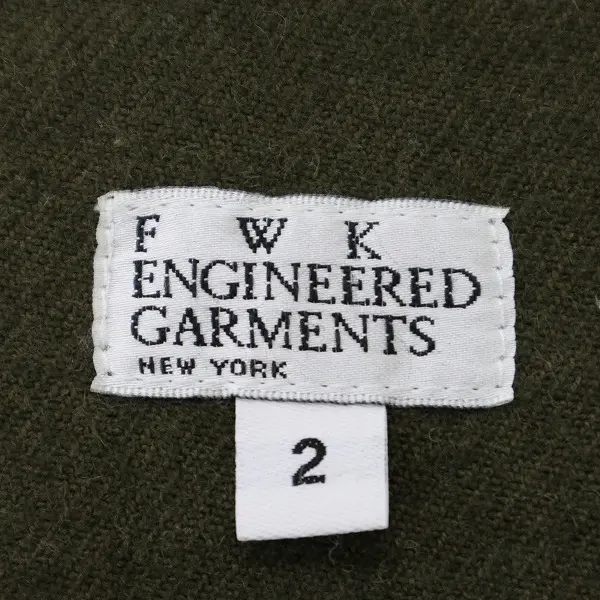 F W K
ENGINEERED
GARMENTS
NEW YORK
2